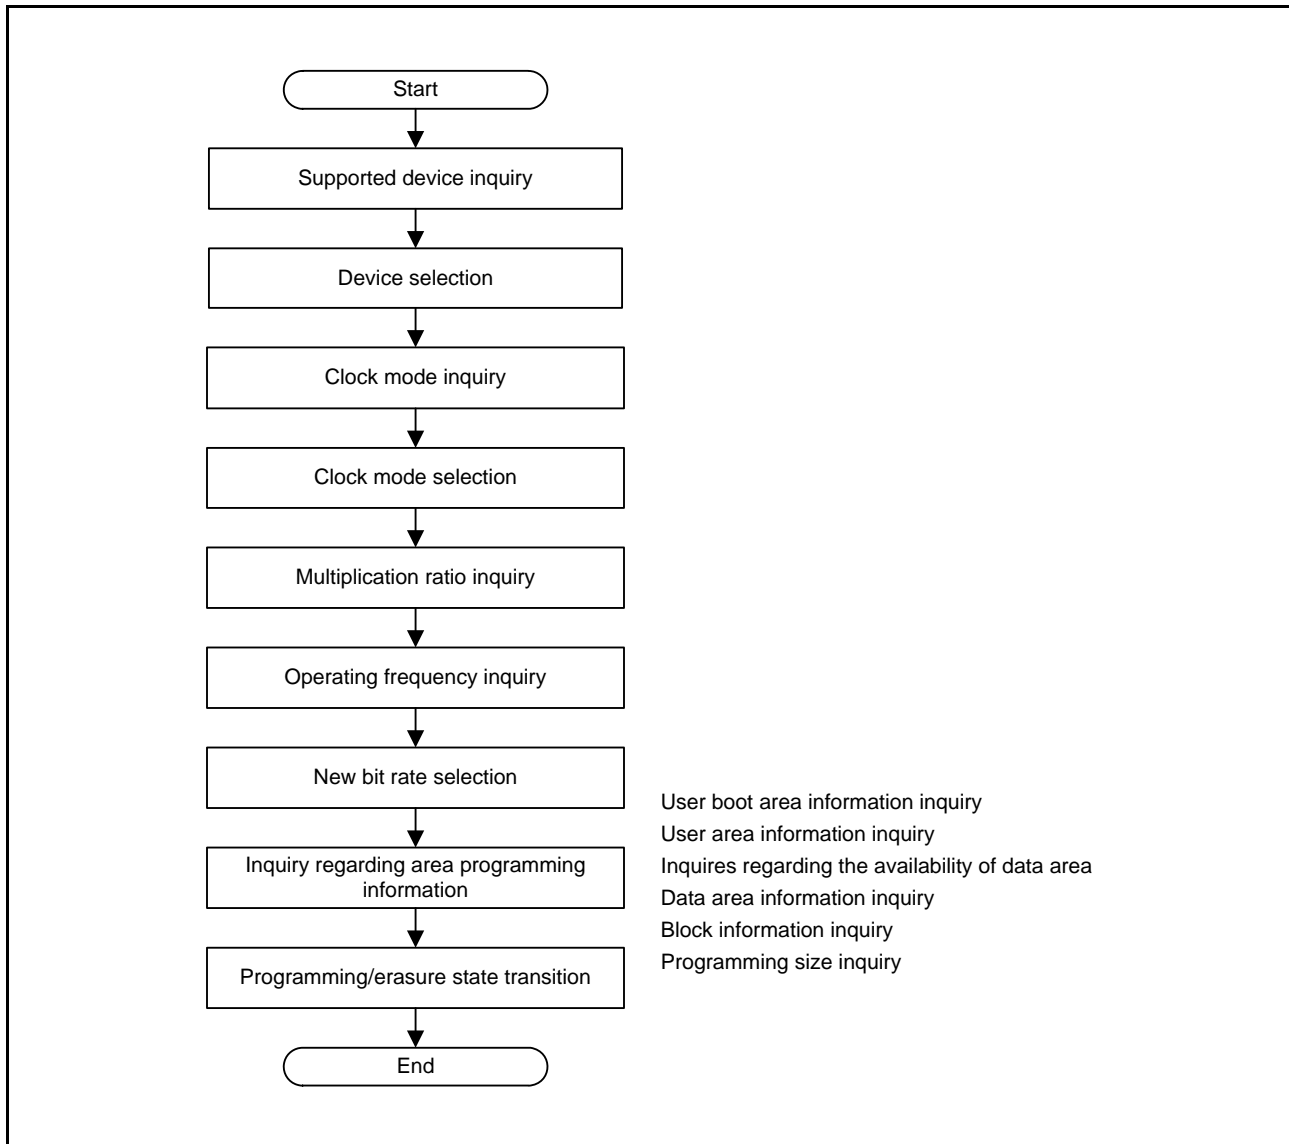 Start
Supported device inquiry
Device selection
Clock mode inquiry
Clock mode selection
Multiplication ratio inquiry
Operating frequency inquiry
New bit rate selection
Inquiry regarding area programming
information
Programming/erasure state transition
End
User boot area information inquiry
User area information inquiry
Inquires regarding the availability of data area
Data area information inquiry
Block information inquiry
Programming size inquiry